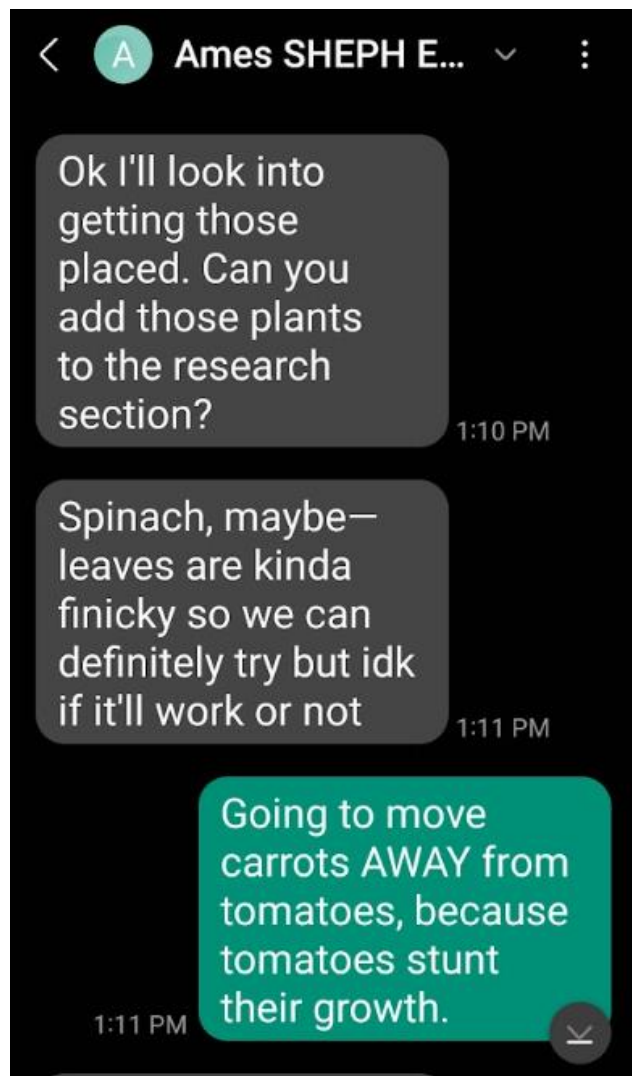 A Ames SHEPH E...
Ok I'll look into
getting those
placed. Can you
add those plants
to the research
section?
1:10 PM
Spinach, maybe—
leaves are kinda
finicky so we can
definitely try but idk
if it'll work or not
1:11 PM
Going to move
carrots AWAY from
tomatoes, because
tomatoes stunt
their growth.
1:11 PM